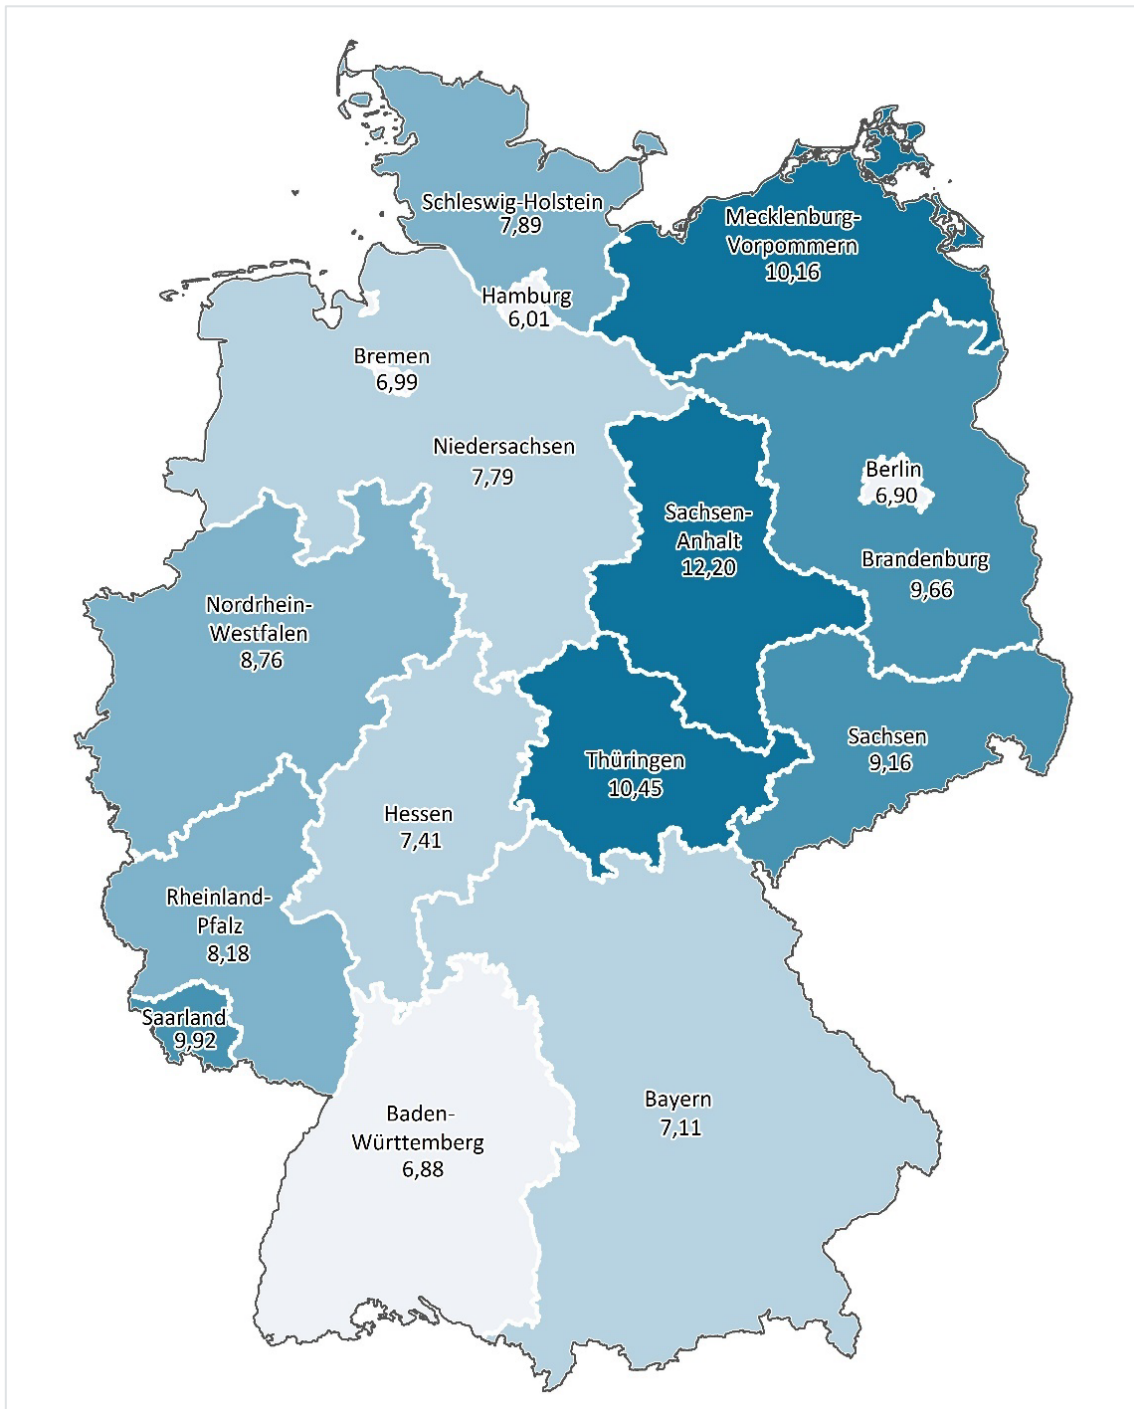 Schleswig-Holstein
7,89
Mecklenburg-
Vorpommern
10,16
Hamburg
6,01
Bremen
6,99
Niedersachsen
7,79
Berlin
6,90
Sachsen-
Anhalt
12,20
Brandenburg
9,66
Nordrhein-
Westfalen
8,76
Sachsen
9,16
Thüringen
10,45
Hessen
7,41
Rheinland-
Pfalz
8,18
Saarland
9,92
Bayern
7,11
Baden-
Württemberg
6,88